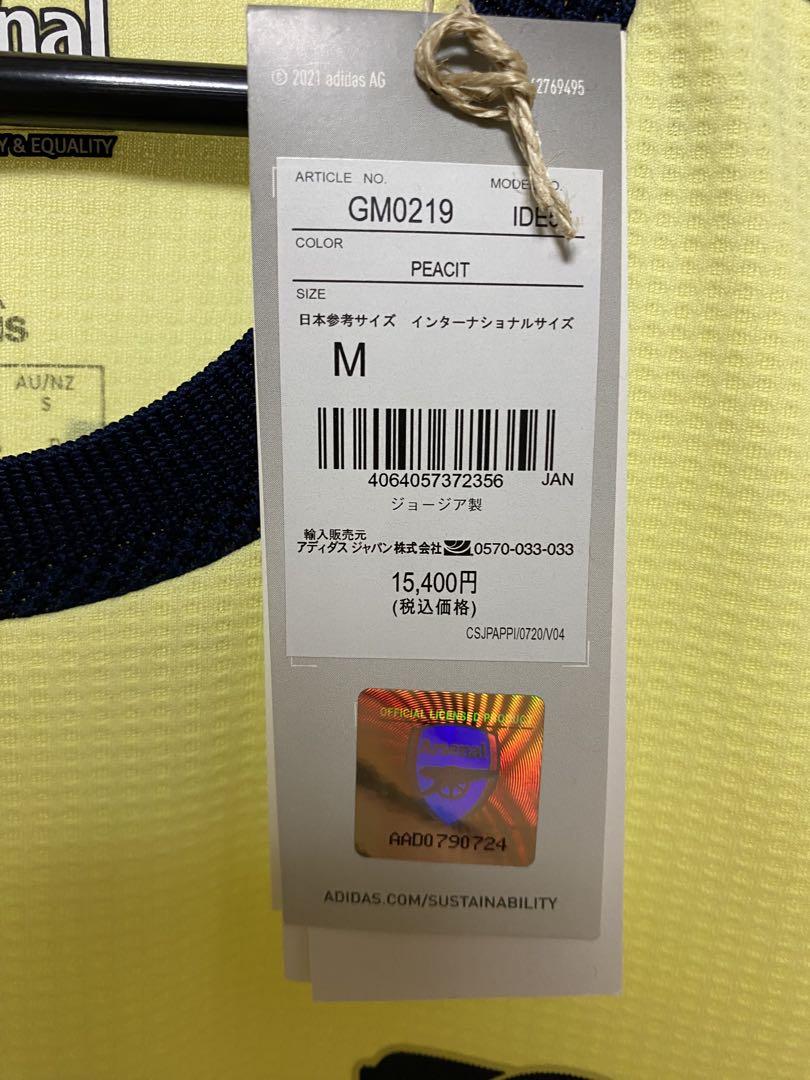 nal
© 2021 adidas AG
62769495
Y & EQUALITY
ARTICLE NO.
GM0219
COLOR
PEACIT
SIZE
日本参考サイズ インターナショナルサイズ
M
AU/NZ
S
4064057372356 JAN
ジョージア製
輸入販売元
アディダス ジャパン株式会社 0570-033-033
15,400円
(税込価格)
CSJPAPPI/0720/V04
OFFICIAL LICENSED PRODUCT
Arsenal
AAD0790724
ADIDAS.COM/SUSTAINABILITY